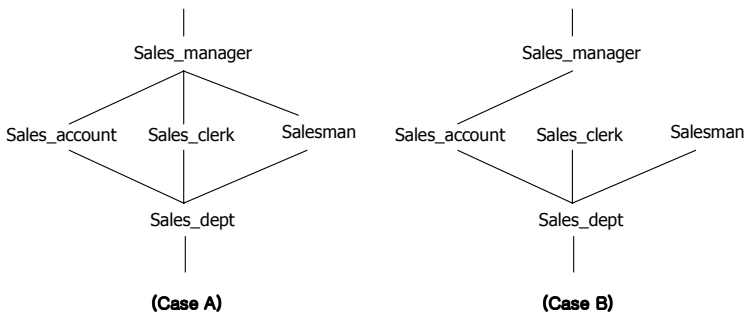 Sales_manager Sales_manager
Sales_account Sales_clerk Salesman Sales_account Sales_clerk Salesman
Sales_dept Sales_dept
(Case A) (Case B)